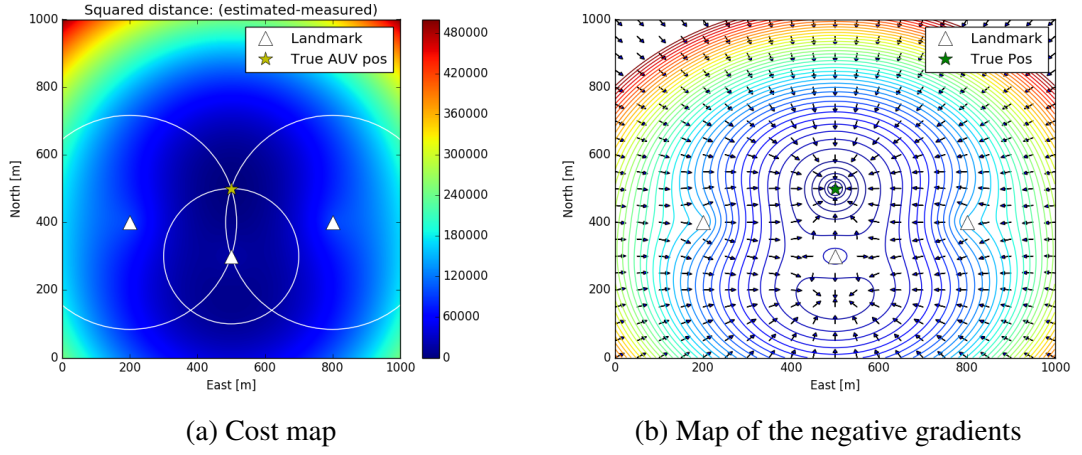 Squared distance: (estimated-measured)
Landmark
True AUV pos
1000
800
600
400
200
0
North [m]
0 200 400 600 800 1000
East [m]
480000
420000
360000
300000
240000
180000
120000
60000
0
(a) Cost map
Landmark
True Pos
1000
800
600
400
200
0
North [m]
0 200 400 600 800 1000
East [m]
(b) Map of the negative gradients